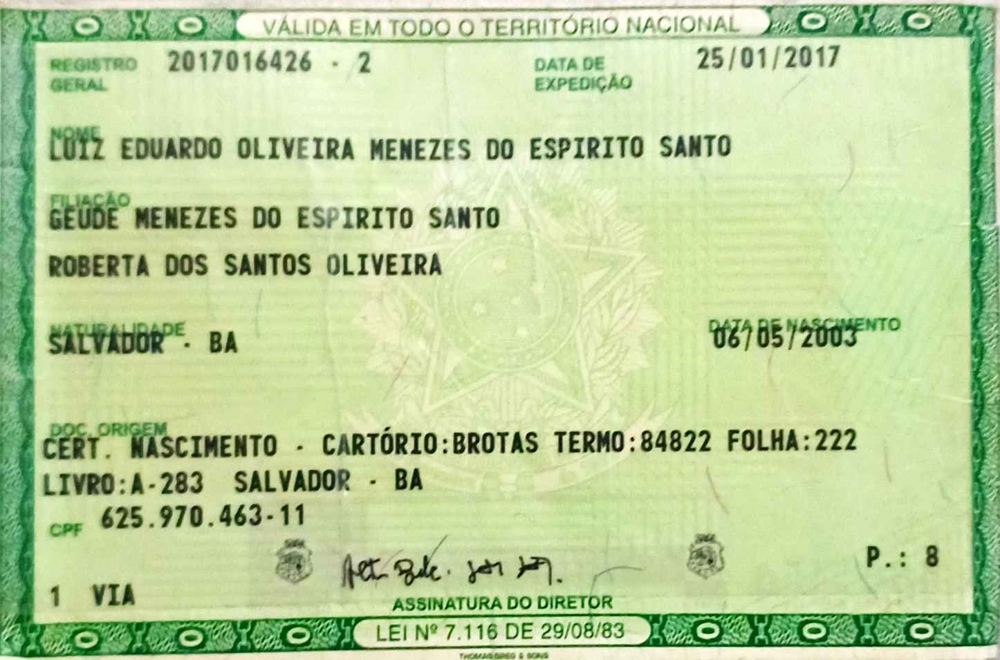 VÁLIDA EM TODO O TERRITÓRIO NACIONAL
REGISTRO GERAL 2017016426 - 2 DATA DE EXPEDIÇÃO 25/01/2017
NOME
LUIZ EDUARDO OLIVEIRA MENEZES DO ESPIRITO SANTO
FILIAÇÃO
GEUDE MENEZES DO ESPIRITO SANTO
ROBERTA DOS SANTOS OLIVEIRA
NATURALIDADE DATA DE NASCIMENTO
SALVADOR - BA 06/05/2003
DOC. ORIGEM
CERT. NASCIMENTO - CARTÓRIO:BROTAS TERMO:84822 FOLHA:222
LIVRO:A-283 SALVADOR - BA
CPF 625.970.463-11
P.: 8
1 VIA
ASSINATURA DO DIRETOR
LEI Nº 7.116 DE 29/08/83
THOMAS GREG & SONS